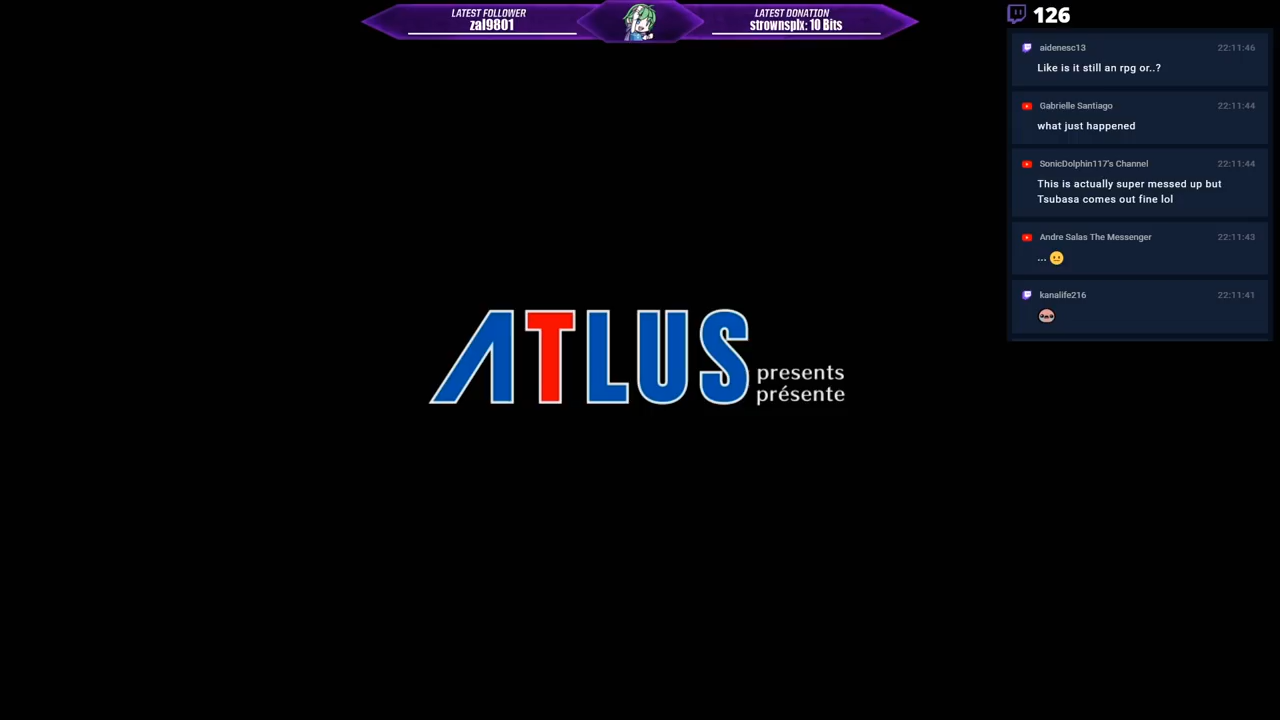 LATEST FOLLOWER
zal9801
LATEST DONATION
strownsplx: 10 Bits
126
aidenesc13 22:11:46
Like is it still an rpg or..?
Gabrielle Santiago 22:11:44
what just happened
SonicDolphin117's Channel 22:11:44
This is actually super messed up but
Tsubasa comes out fine lol
Andre Salas The Messenger 22:11:43
... 😐
kanalife216 22:11:41
ATLUS
presents
présente